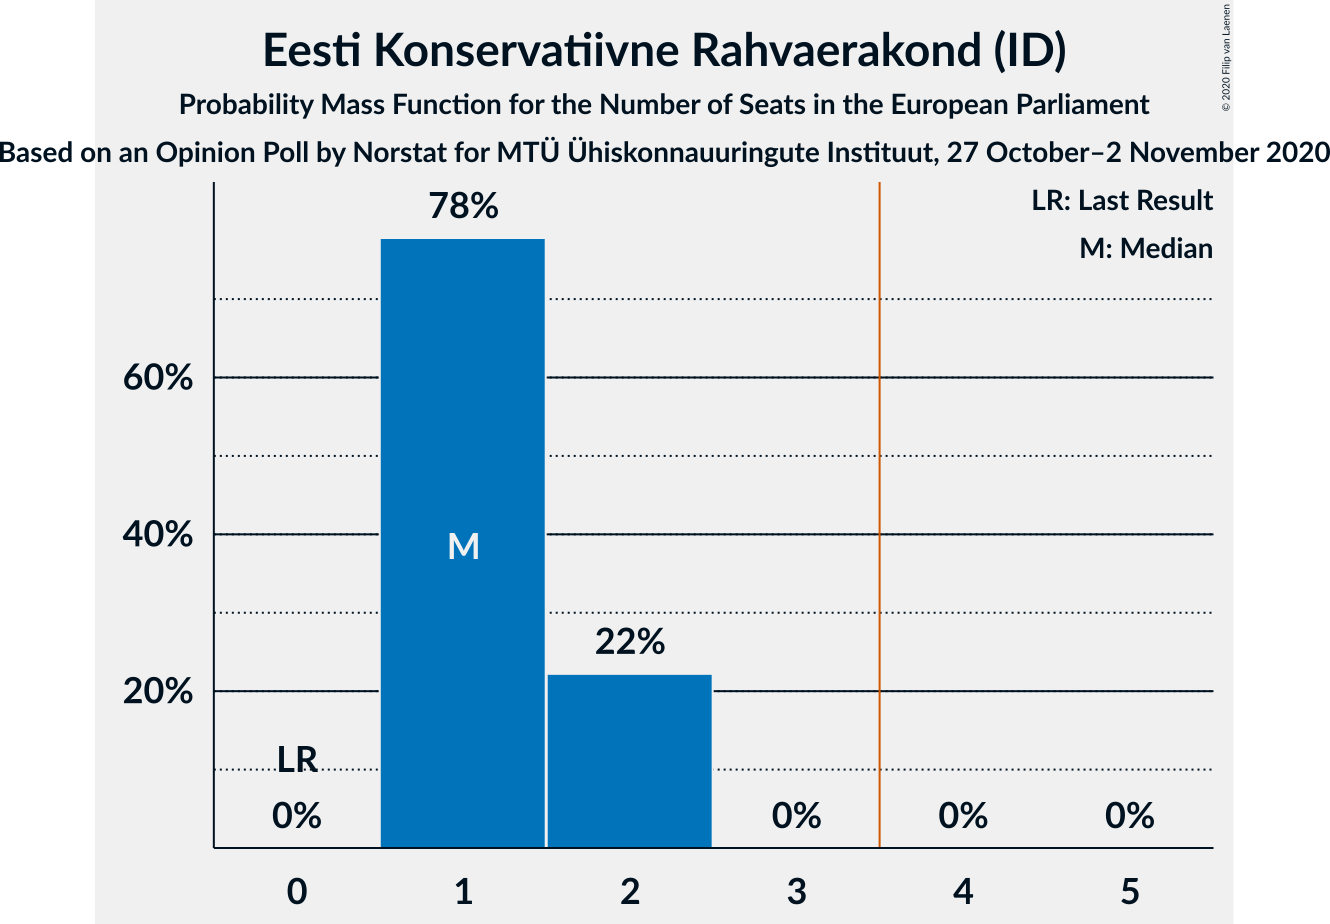 Eesti Konservatiivne Rahvaerakond (ID)
Probability Mass Function for the Number of Seats in the European Parliament
Based on an Opinion Poll by Norstat for MTÜ Ühiskonnauuringute Instituut, 27 October–2 November 2020
© 2020 Filip van Laenen
LR: Last Result
M: Median
78%
60%
40%
M
22%
20%
LR
0%
0%
0%
0%
0
1
2
3
4
5